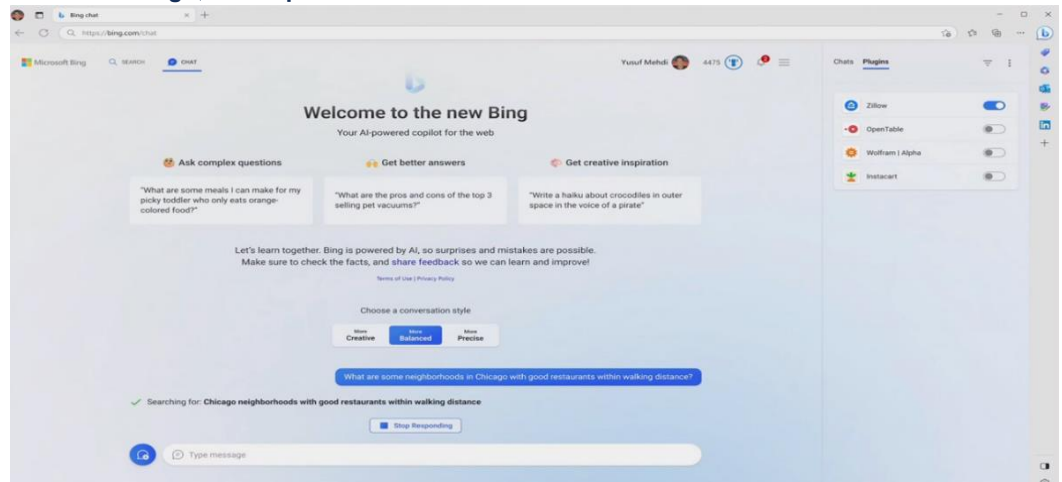 Bing chat
https://bing.com/chat
Microsoft Bing
SEARCH
CHAT
Yusuf Mehdi
4475
Chats
Plugins
Zillow
OpenTable
Wolfram | Alpha
Instacart
Welcome to the new Bing
Your AI-powered copilot for the web
Ask complex questions
Get better answers
Get creative inspiration
"What are some meals I can make for my
picky toddler who only eats orange-
colored food?"
"What are the pros and cons of the top 3
selling pet vacuums?"
"Write a haiku about crocodiles in outer
space in the voice of a pirate"
Let's learn together. Bing is powered by AI, so surprises and mistakes are possible.
Make sure to check the facts, and share feedback so we can learn and improve!
Terms of Use | Privacy Policy
Choose a conversation style
More
Creative
More
Balanced
More
Precise
What are some neighborhoods in Chicago with good restaurants within walking distance?
Searching for: Chicago neighborhoods with good restaurants within walking distance
Stop Responding
Type message